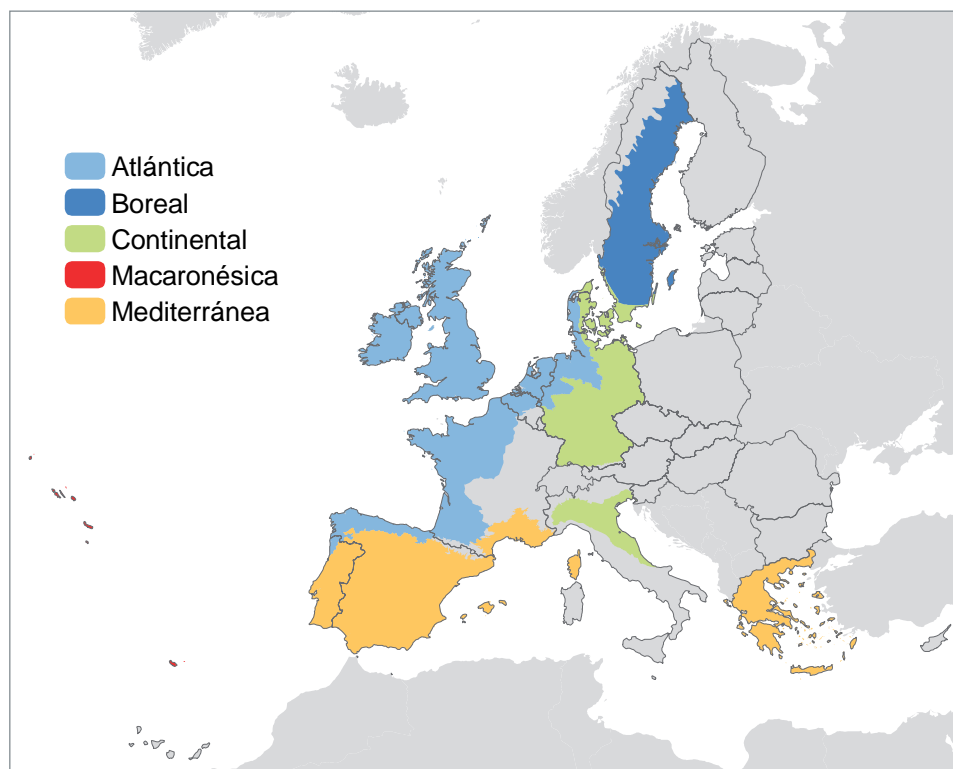 Atlántica
Boreal
Continental
Macaronésica
Mediterránea